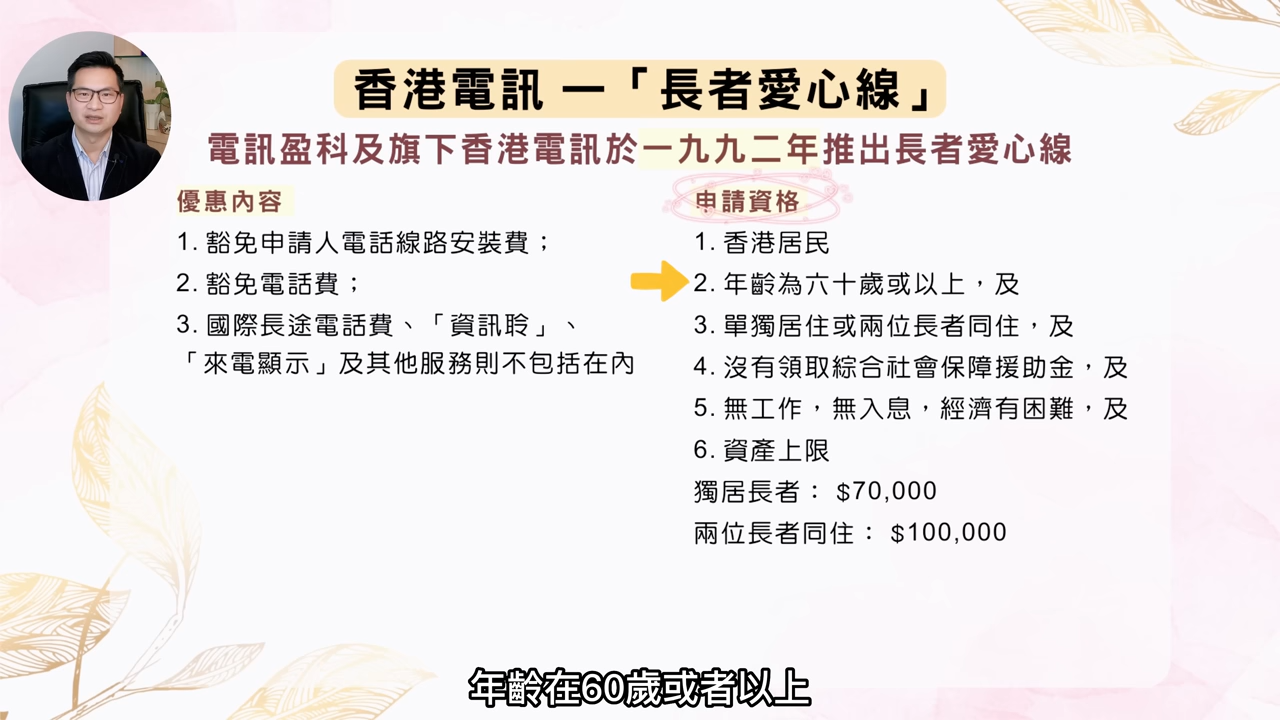 香港電訊 —「長者愛心線」
電訊盈科及旗下香港電訊於一九九二年推出長者愛心線
優惠內容
1. 豁免申請人電話線路安裝費；
2. 豁免電話費；
3. 國際長途電話費、「資訊聆」、
「來電顯示」及其他服務則不包括在內
申請資格
1. 香港居民
2. 年齡為六十歲或以上，及
3. 單獨居住或兩位長者同住，及
4. 沒有領取綜合社會保障援助金，及
5. 無工作，無入息，經濟有困難，及
6. 資產上限
獨居長者： $70,000
兩位長者同住： $100,000
年齡在60歲或者以上